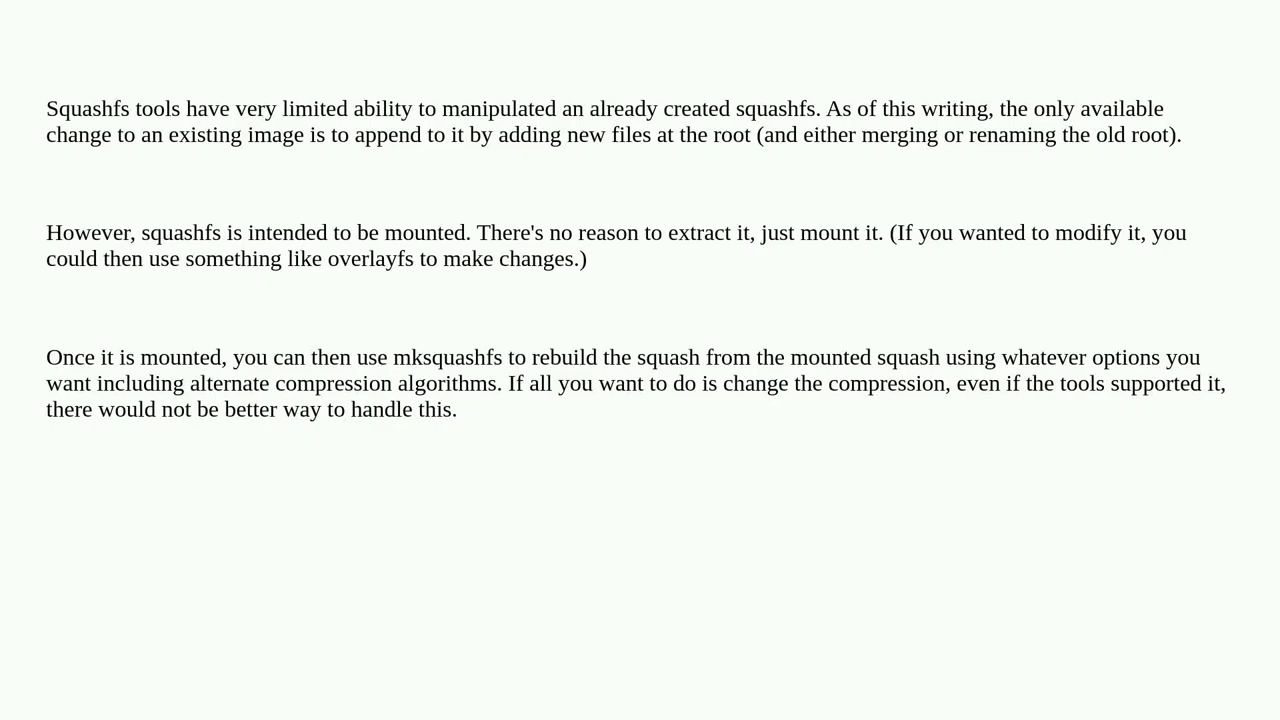 Squashfs tools have very limited ability to manipulated an already created squashfs. As of this writing, the only available
change to an existing image is to append to it by adding new files at the root (and either merging or renaming the old root).
However, squashfs is intended to be mounted. There's no reason to extract it, just mount it. (If you wanted to modify it, you
could then use something like overlayfs to make changes.)
Once it is mounted, you can then use mksquashfs to rebuild the squash from the mounted squash using whatever options you
want including alternate compression algorithms. If all you want to do is change the compression, even if the tools supported it,
there would not be better way to handle this.